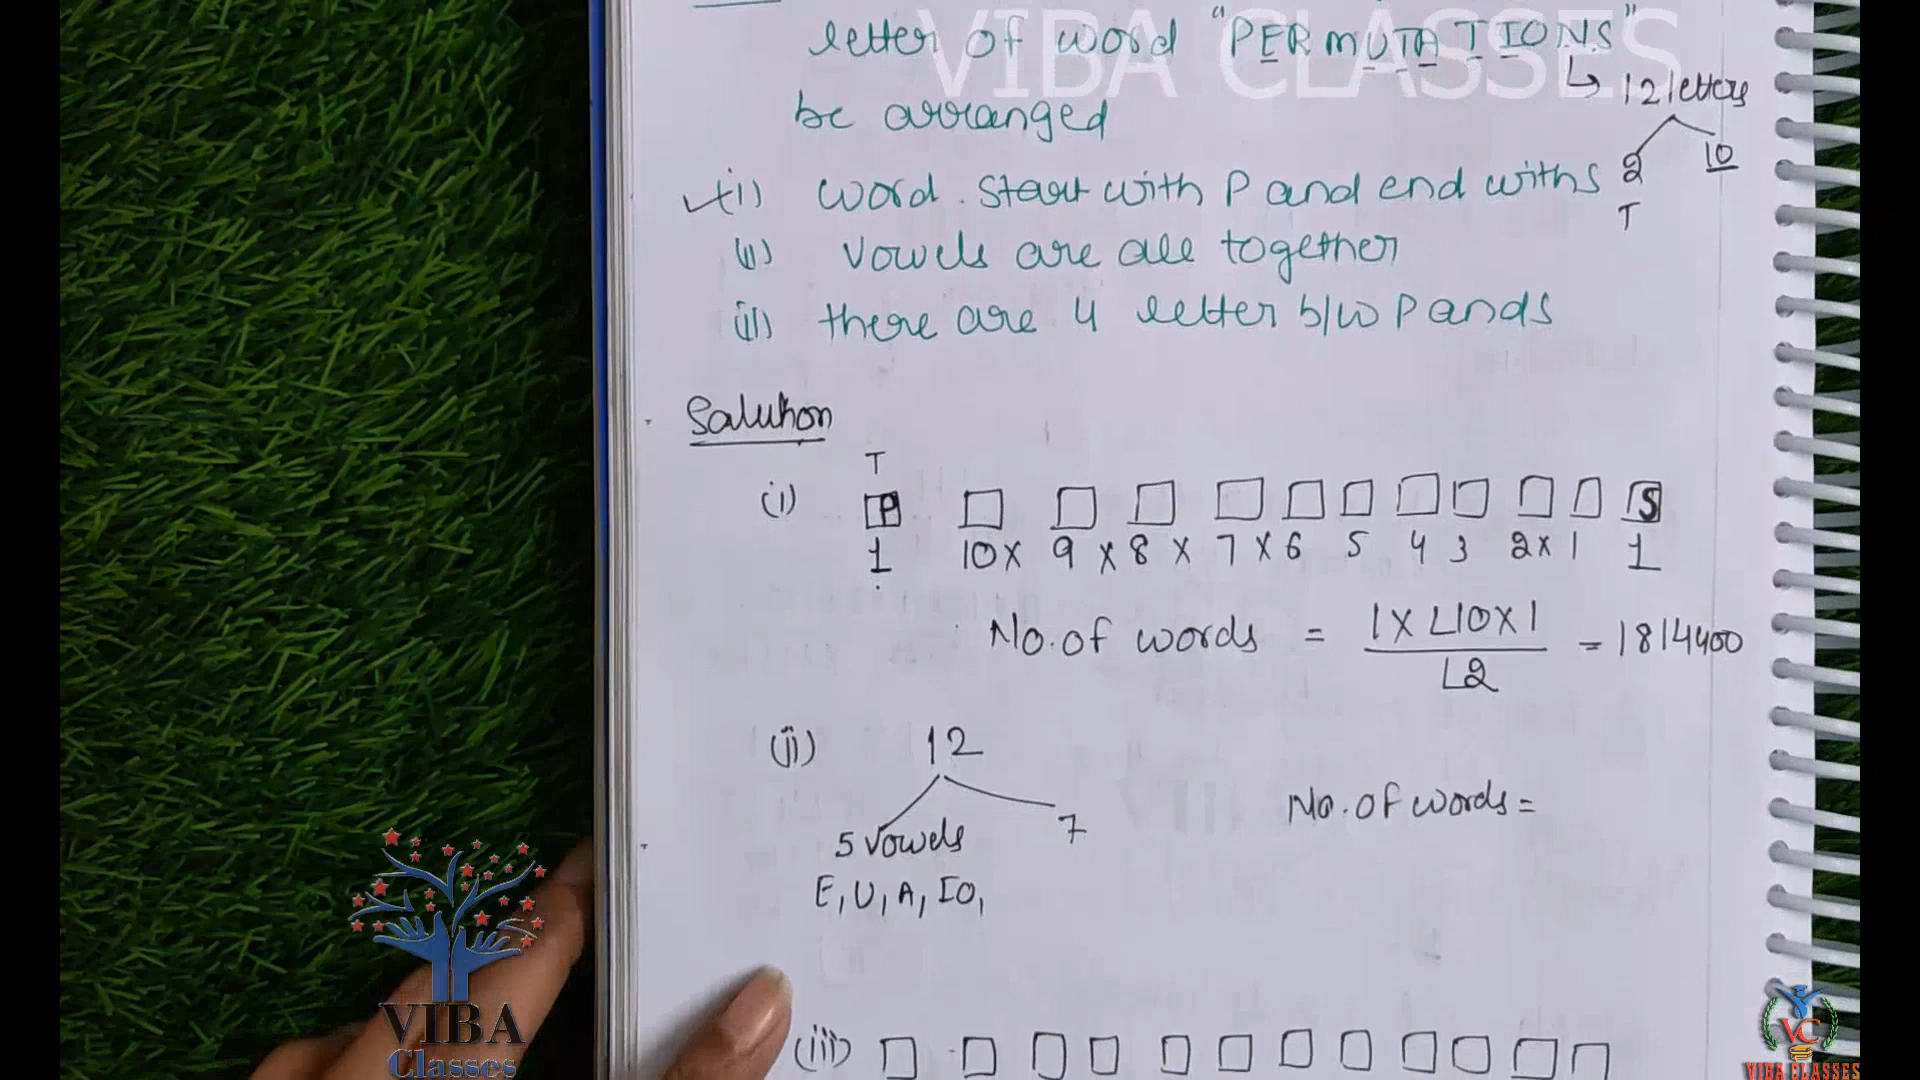 letter of word "PERMUTATIONS"
VIBA CLASSES
↳ 12 letters
be arranged
2 10
T
(i) word. start with P and end with S
(ii) vowels are all together
(iii) there are 4 letter b/w P and S
Solution
T
(i) P S
1 10 × 9 × 8 × 7 × 6 5 4 3 2 × 1 1
No. of words = 1 × ∟10 × 1 / ∟2 = 1814400
(ii) 12
No. of words =
5 vowels 7
E, U, A, I O,
VIBA
Classes
(iii)
VC
VIBA CLASSES